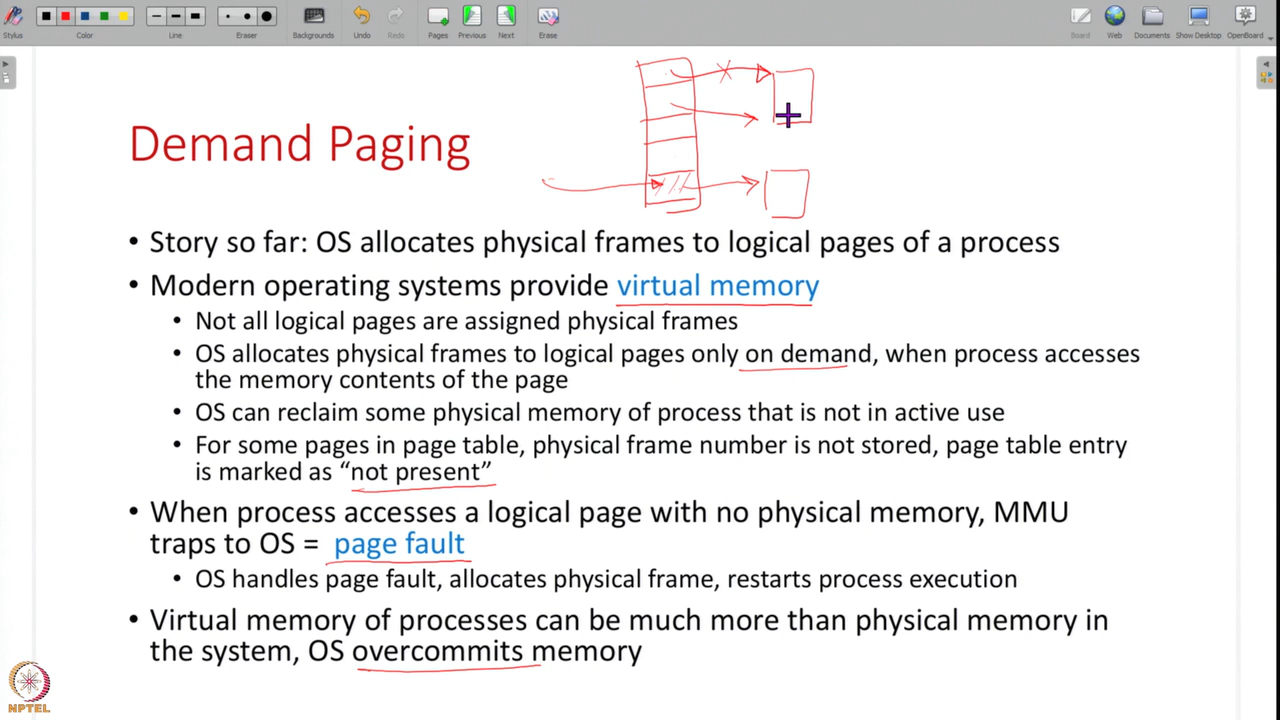 Stylus
Color
Line
Eraser
Backgrounds
Undo
Redo
Pages
Previous
Next
Erase
Board
Web
Documents
Show Desktop
OpenBoard
Demand Paging
• Story so far: OS allocates physical frames to logical pages of a process
• Modern operating systems provide virtual memory
• Not all logical pages are assigned physical frames
• OS allocates physical frames to logical pages only on demand, when process accesses
the memory contents of the page
• OS can reclaim some physical memory of process that is not in active use
• For some pages in page table, physical frame number is not stored, page table entry
is marked as “not present”
• When process accesses a logical page with no physical memory, MMU
traps to OS = page fault
• OS handles page fault, allocates physical frame, restarts process execution
• Virtual memory of processes can be much more than physical memory in
the system, OS overcommits memory
NPTEL